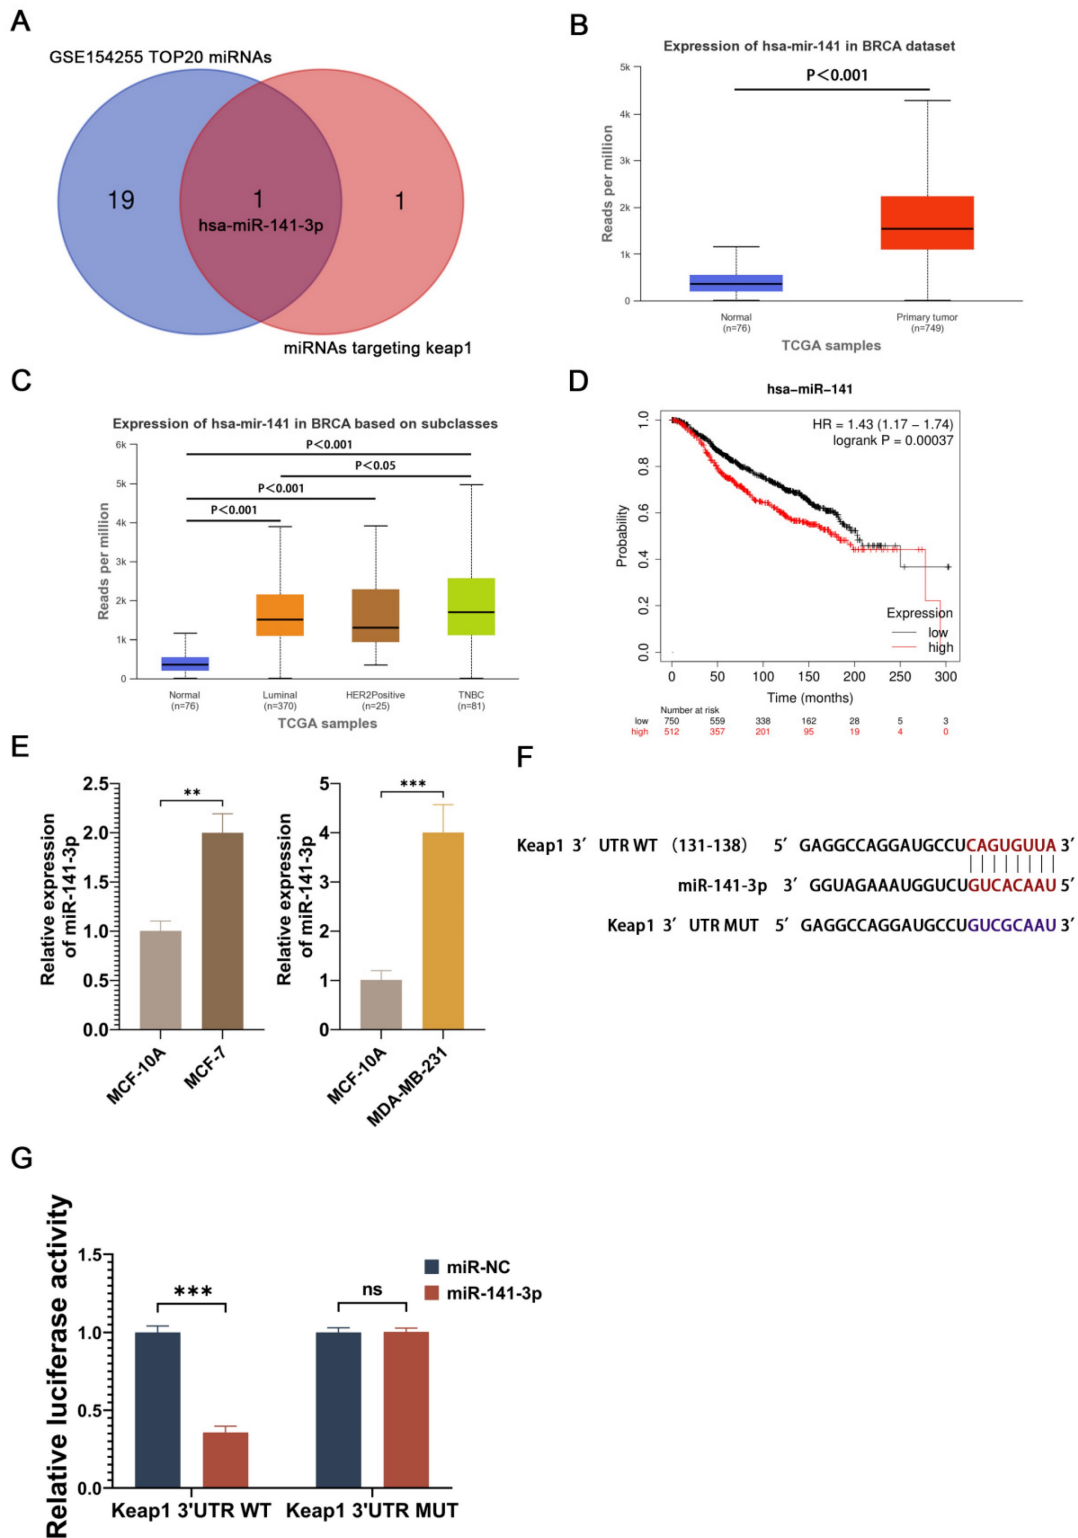 A
GSE154255 TOP20 miRNAs
19
1
hsa-miR-141-3p
1
miRNAs targeting keap1
B
Expression of hsa-mir-141 in BRCA dataset
P<0.001
Reads per million
5k
4k
3k
2k
1k
0
Normal
(n=76)
Primary tumor
(n=749)
TCGA samples
C
Expression of hsa-mir-141 in BRCA based on subclasses
P<0.001
P<0.05
P<0.001
P<0.001
Reads per million
6k
5k
4k
3k
2k
1k
0
Normal
(n=76)
Luminal
(n=370)
HER2Positive
(n=25)
TNBC
(n=81)
TCGA samples
D
hsa−miR−141
HR = 1.43 (1.17 − 1.74)
logrank P = 0.00037
Probability
1.0
0.8
0.6
0.4
0.2
0.0
Expression
low
high
0 50 100 150 200 250 300
Time (months)
Number at risk
low 750 559 338 162 28 5 3
high 512 357 201 95 19 4 0
E
Relative expression
of miR-141-3p
2.5
2.0
1.5
1.0
0.5
0.0
**
MCF-10A
MCF-7
Relative expression
of miR-141-3p
5
4
3
2
1
0
***
MCF-10A
MDA-MB-231
F
Keap1 3′ UTR WT (131-138) 5′ GAGGCCAGGAUGCCUCAGUGUUA 3′
miR-141-3p 3′ GGUAGAAAUGGUCUGUCACAAU 5′
Keap1 3′ UTR MUT 5′ GAGGCCAGGAUGCCUGUCGCAAU 3′
G
Relative luciferase activity
1.5
1.0
0.5
0.0
***
ns
miR-NC
miR-141-3p
Keap1 3'UTR WT
Keap1 3'UTR MUT